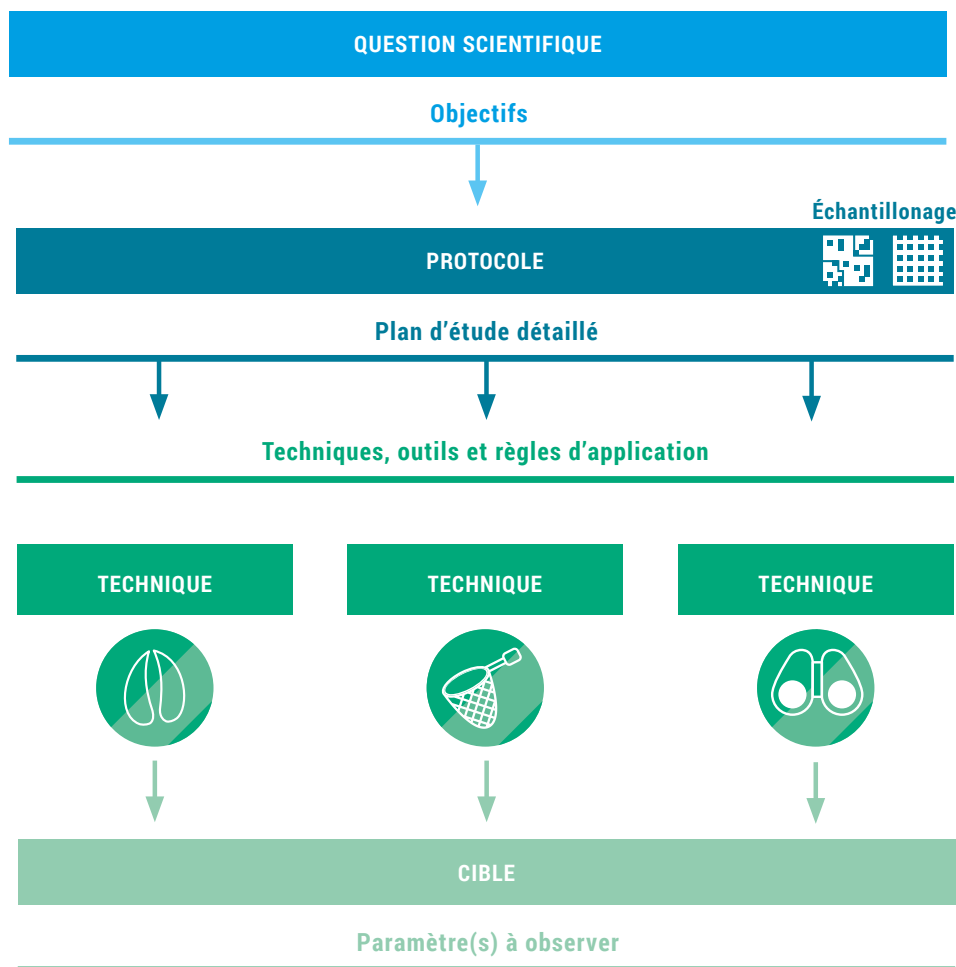 QUESTION SCIENTIFIQUE
Objectifs
Échantillonage
PROTOCOLE
Plan d’étude détaillé
Techniques, outils et règles d’application
TECHNIQUE
TECHNIQUE
TECHNIQUE
CIBLE
Paramètre(s) à observer